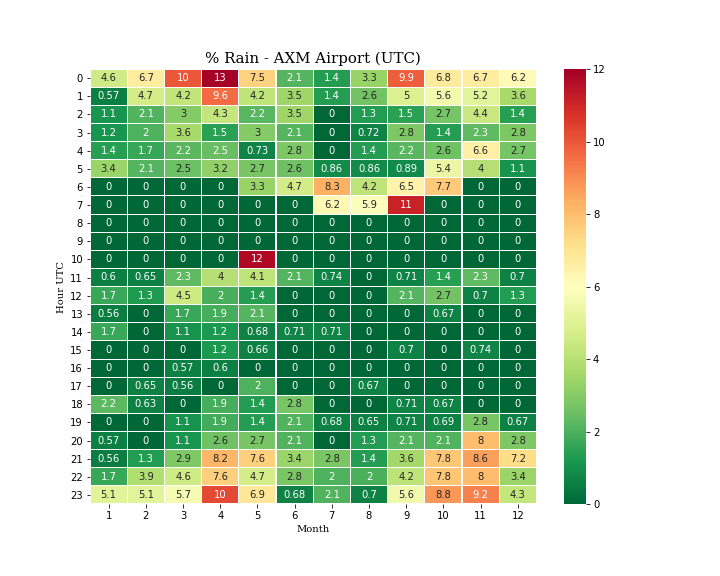 % Rain - AXM Airport (UTC)
0 4.6 6.7 10 13 7.5 2.1 1.4 3.3 9.9 6.8 6.7 6.2
1 0.57 4.7 4.2 9.6 4.2 3.5 1.4 2.6 5 5.6 5.2 3.6
2 1.1 2.1 3 4.3 2.2 3.5 0 1.3 1.5 2.7 4.4 1.4
3 1.2 2 3.6 1.5 3 2.1 0 0.72 2.8 1.4 2.3 2.8
4 1.4 1.7 2.2 2.5 0.73 2.8 0 1.4 2.2 2.6 6.6 2.7
5 3.4 2.1 2.5 3.2 2.7 2.6 0.86 0.86 0.89 5.4 4 1.1
6 0 0 0 0 3.3 4.7 8.3 4.2 6.5 7.7 0 0
7 0 0 0 0 0 0 6.2 5.9 11 0 0 0
8 0 0 0 0 0 0 0 0 0 0 0 0
9 0 0 0 0 0 0 0 0 0 0 0 0
10 0 0 0 0 12 0 0 0 0 0 0 0
11 0.6 0.65 2.3 4 4.1 2.1 0.74 0 0.71 1.4 2.3 0.7
12 1.7 1.3 4.5 2 1.4 0 0 0 2.1 2.7 0.7 1.3
13 0.56 0 1.7 1.9 2.1 0 0 0 0 0.67 0 0
14 1.7 0 1.1 1.2 0.68 0.71 0.71 0 0 0 0 0
15 0 0 0 1.2 0.66 0 0 0 0.7 0 0.74 0
16 0 0 0.57 0.6 0 0 0 0 0 0 0 0
17 0 0.65 0.56 0 2 0 0 0.67 0 0 0 0
18 2.2 0.63 0 1.9 1.4 2.8 0 0 0.71 0.67 0 0
19 0 0 1.1 1.9 1.4 2.1 0.68 0.65 0.71 0.69 2.8 0.67
20 0.57 0 1.1 2.6 2.7 2.1 0 1.3 2.1 2.1 8 2.8
21 0.56 1.3 2.9 8.2 7.6 3.4 2.8 1.4 3.6 7.8 8.6 7.2
22 1.7 3.9 4.6 7.6 4.7 2.8 2 2 4.2 7.8 8 3.4
23 5.1 5.1 5.7 10 6.9 0.68 2.1 0.7 5.6 8.8 9.2 4.3
1 2 3 4 5 6 7 8 9 10 11 12
Month
Hour UTC
12
10
8
6
4
2
0